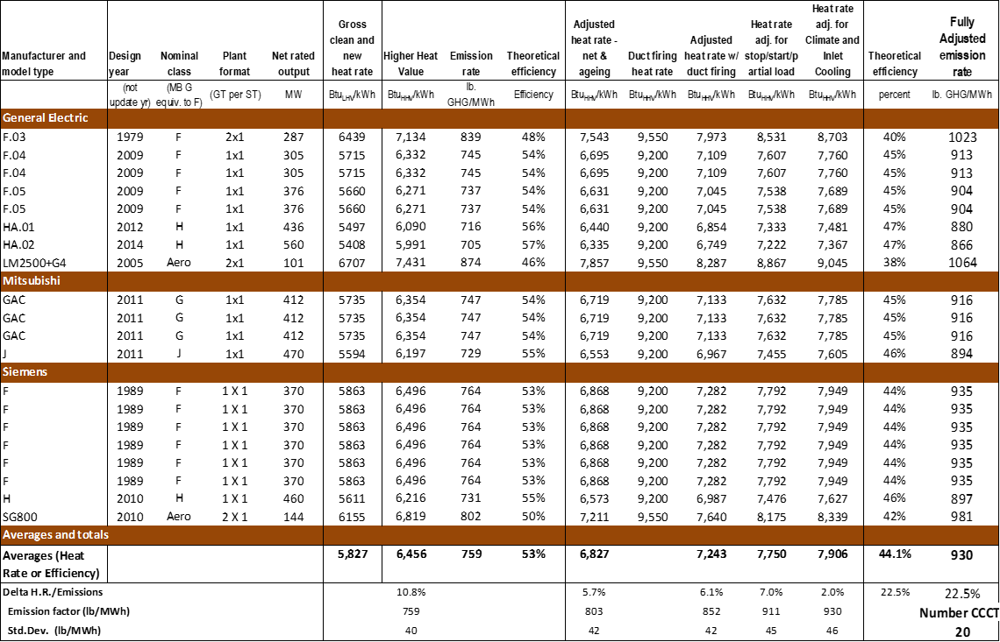 Manufacturer and model type | Design year | Nominal class | Plant format | Net rated output | Gross clean and new heat rate | Higher Heat Value | Emission rate | Theoretical efficiency | Adjusted heat rate - net & ageing | Duct firing heat rate | Adjusted heat rate w/ duct firing | Heat rate adj. for stop/start/p artial load | Heat rate adj. for Climate and Inlet Cooling | Theoretical efficiency | Fully Adjusted emission rate
(not update yr) | (MB G equiv. to F) | (GT per ST) | MW | BtuLHV/kWh | BtuHHV/kWh | lb. GHG/MWh | Efficiency | BtuHHV/kWh | BtuHHV/kWh | BtuHHV/kWh | BtuHHV/kWh | BtuHHV/kWh | percent | lb. GHG/MWh
General Electric
F.03 1979 F 2x1 287 6439 7,134 839 48% 7,543 9,550 7,973 8,531 8,703 40% 1023
F.04 2009 F 1x1 305 5715 6,332 745 54% 6,695 9,200 7,109 7,607 7,760 45% 913
F.04 2009 F 1x1 305 5715 6,332 745 54% 6,695 9,200 7,109 7,607 7,760 45% 913
F.05 2009 F 1x1 376 5660 6,271 737 54% 6,631 9,200 7,045 7,538 7,689 45% 904
F.05 2009 F 1x1 376 5660 6,271 737 54% 6,631 9,200 7,045 7,538 7,689 45% 904
HA.01 2012 H 1x1 436 5497 6,090 716 56% 6,440 9,200 6,854 7,333 7,481 47% 880
HA.02 2014 H 1x1 560 5408 5,991 705 57% 6,335 9,200 6,749 7,222 7,367 47% 866
LM2500+G4 2005 Aero 2x1 101 6707 7,431 874 46% 7,857 9,550 8,287 8,867 9,045 38% 1064
Mitsubishi
GAC 2011 G 1x1 412 5735 6,354 747 54% 6,719 9,200 7,133 7,632 7,785 45% 916
GAC 2011 G 1x1 412 5735 6,354 747 54% 6,719 9,200 7,133 7,632 7,785 45% 916
GAC 2011 G 1x1 412 5735 6,354 747 54% 6,719 9,200 7,133 7,632 7,785 45% 916
J 2011 J 1x1 470 5594 6,197 729 55% 6,553 9,200 6,967 7,455 7,605 46% 894
Siemens
F 1989 F 1 X 1 370 5863 6,496 764 53% 6,868 9,200 7,282 7,792 7,949 44% 935
F 1989 F 1 X 1 370 5863 6,496 764 53% 6,868 9,200 7,282 7,792 7,949 44% 935
F 1989 F 1 X 1 370 5863 6,496 764 53% 6,868 9,200 7,282 7,792 7,949 44% 935
F 1989 F 1 X 1 370 5863 6,496 764 53% 6,868 9,200 7,282 7,792 7,949 44% 935
F 1989 F 1 X 1 370 5863 6,496 764 53% 6,868 9,200 7,282 7,792 7,949 44% 935
F 1989 F 1 X 1 370 5863 6,496 764 53% 6,868 9,200 7,282 7,792 7,949 44% 935
H 2010 H 1 X 1 460 5611 6,216 731 55% 6,573 9,200 6,987 7,476 7,627 46% 897
SG800 2010 Aero 2 X 1 144 6155 6,819 802 50% 7,211 9,550 7,640 8,175 8,339 42% 981
Averages and totals
Averages (Heat Rate or Efficiency) 5,827 6,456 759 53% 6,827 7,243 7,750 7,906 44.1% 930
Delta H.R./Emissions 10.8% 5.7% 6.1% 7.0% 2.0% 22.5% 22.5%
Emission factor (lb/MWh) 759 803 852 911 930 Number CCCT
Std.Dev. (lb/MWh) 40 42 42 45 46 20